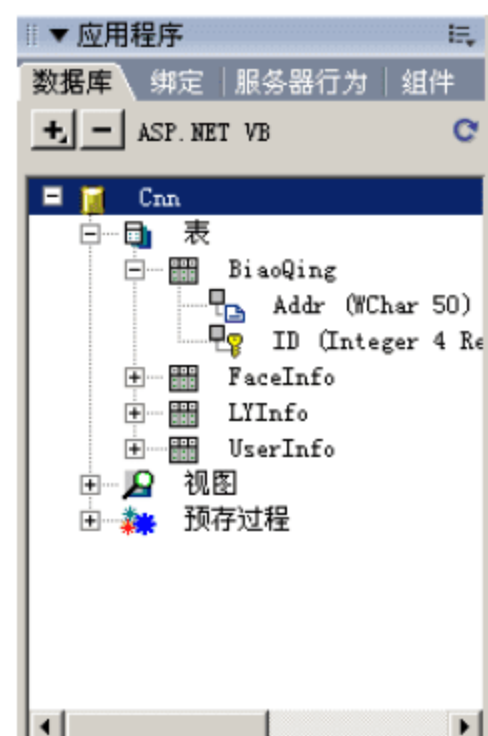 应用程序
数据库 绑定 服务器行为 组件
ASP.NET VB
Cnn
表
BiaoQing
Addr (WChar 50)
ID (Integer 4 Re
FaceInfo
LYInfo
UserInfo
视图
预存过程